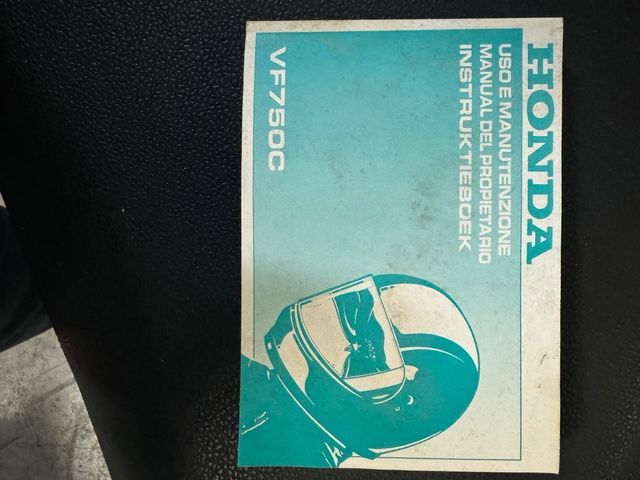 HONDA
USO E MANUTENZIONE
MANUAL DEL PROPIETARIO
INSTRUKTIEBOEK
VF750C